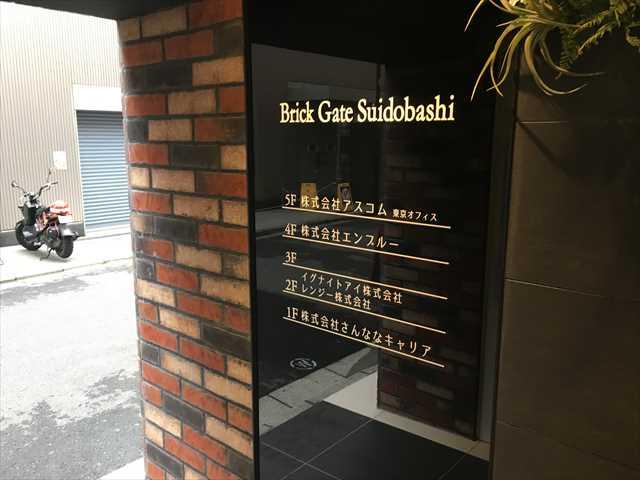 Brick Gate Suidobashi
5F 株式会社アスコム 東京オフィス
4F 株式会社エンブルー
3F
2F イグナイトアイ株式会社
レンジー株式会社
1F 株式会社さんななキャリア